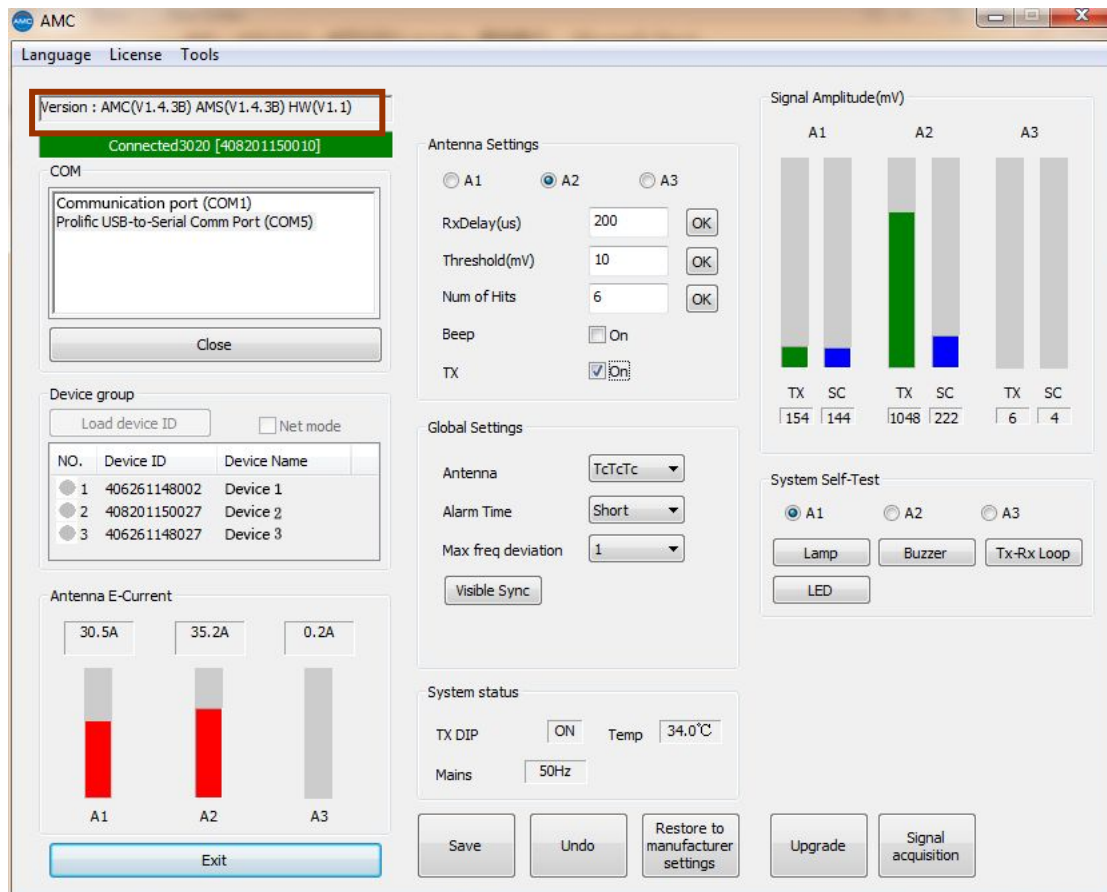 AMC AMC
Language License Tools
Version : AMC(V1.4.3B) AMS(V1.4.3B) HW(V1.1)
Connected3020 [408201150010]
COM
Communication port (COM1)
Prolific USB-to-Serial Comm Port (COM5)
Close
Device group
Load device ID Net mode
NO. Device ID Device Name
1 406261148002 Device 1
2 408201150027 Device 2
3 406261148027 Device 3
Antenna E-Current
30.5A 35.2A 0.2A
A1 A2 A3
Exit
Antenna Settings
A1 A2 A3
RxDelay(us) 200 OK
Threshold(mV) 10 OK
Num of Hits 6 OK
Beep On
TX On
Global Settings
Antenna TcTcTc
Alarm Time Short
Max freq deviation 1
Visible Sync
System status
TX DIP ON Temp 34.0℃
Mains 50Hz
Save Undo Restore to
manufacturer
settings
Signal Amplitude(mV)
A1 A2 A3
TX SC TX SC TX SC
154 144 1048 222 6 4
System Self-Test
A1 A2 A3
Lamp Buzzer Tx-Rx Loop
LED
Upgrade Signal
acquisition